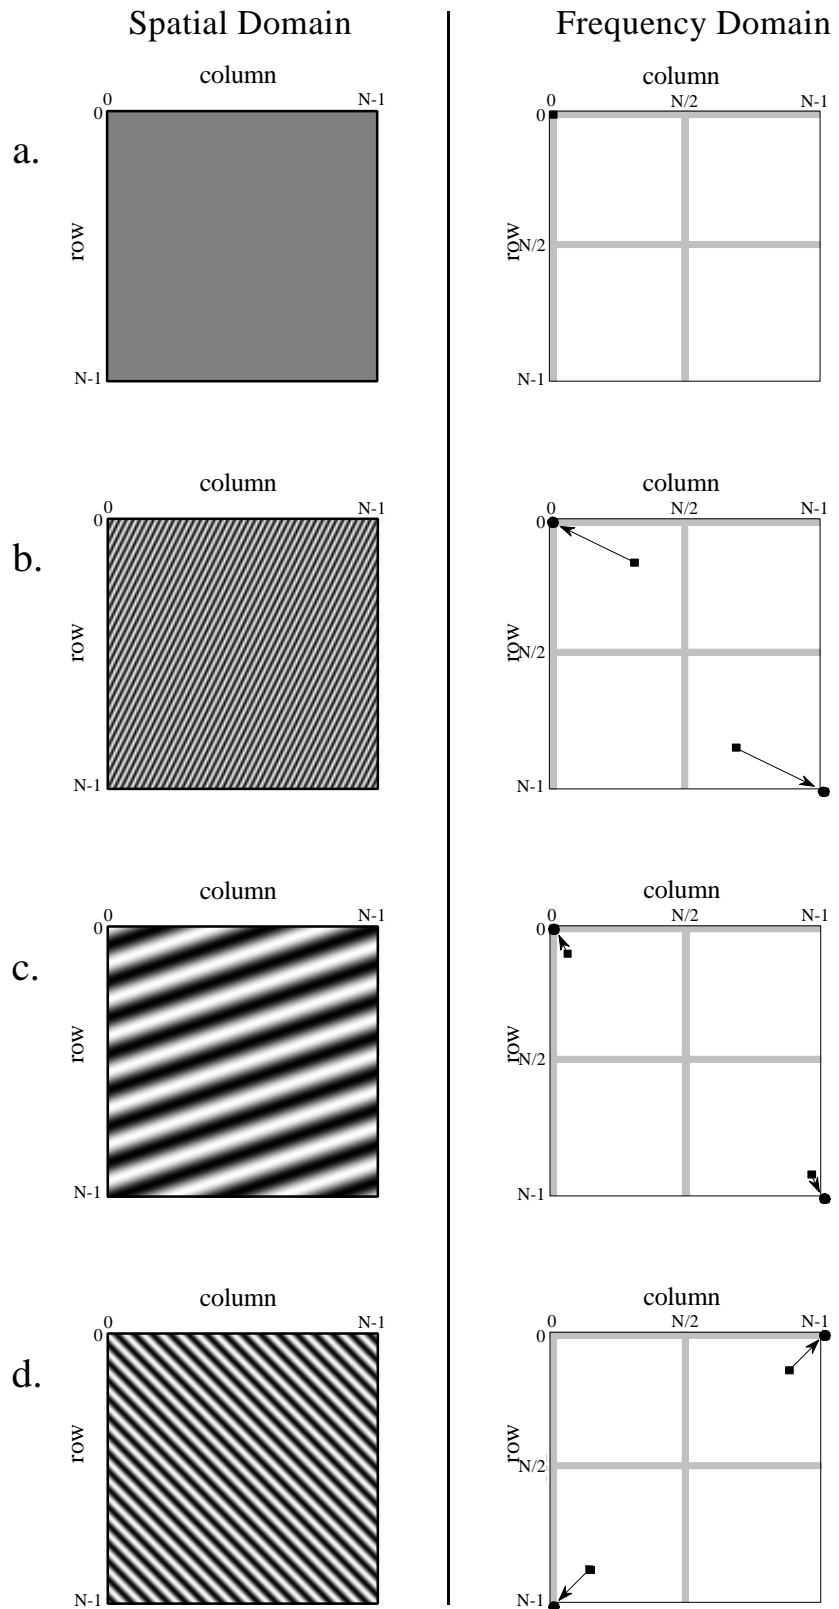 Spatial Domain
Frequency Domain
a.
column
0 N-1
0
row
N-1
column
0 N/2 N-1
0
row
N/2
N-1
b.
column
0 N-1
0
row
N-1
column
0 N/2 N-1
0
row
N/2
N-1
c.
column
0 N-1
0
row
N-1
column
0 N/2 N-1
0
row
N/2
N-1
d.
column
0 N-1
0
row
N-1
column
0 N/2 N-1
0
row
N/2
N-1